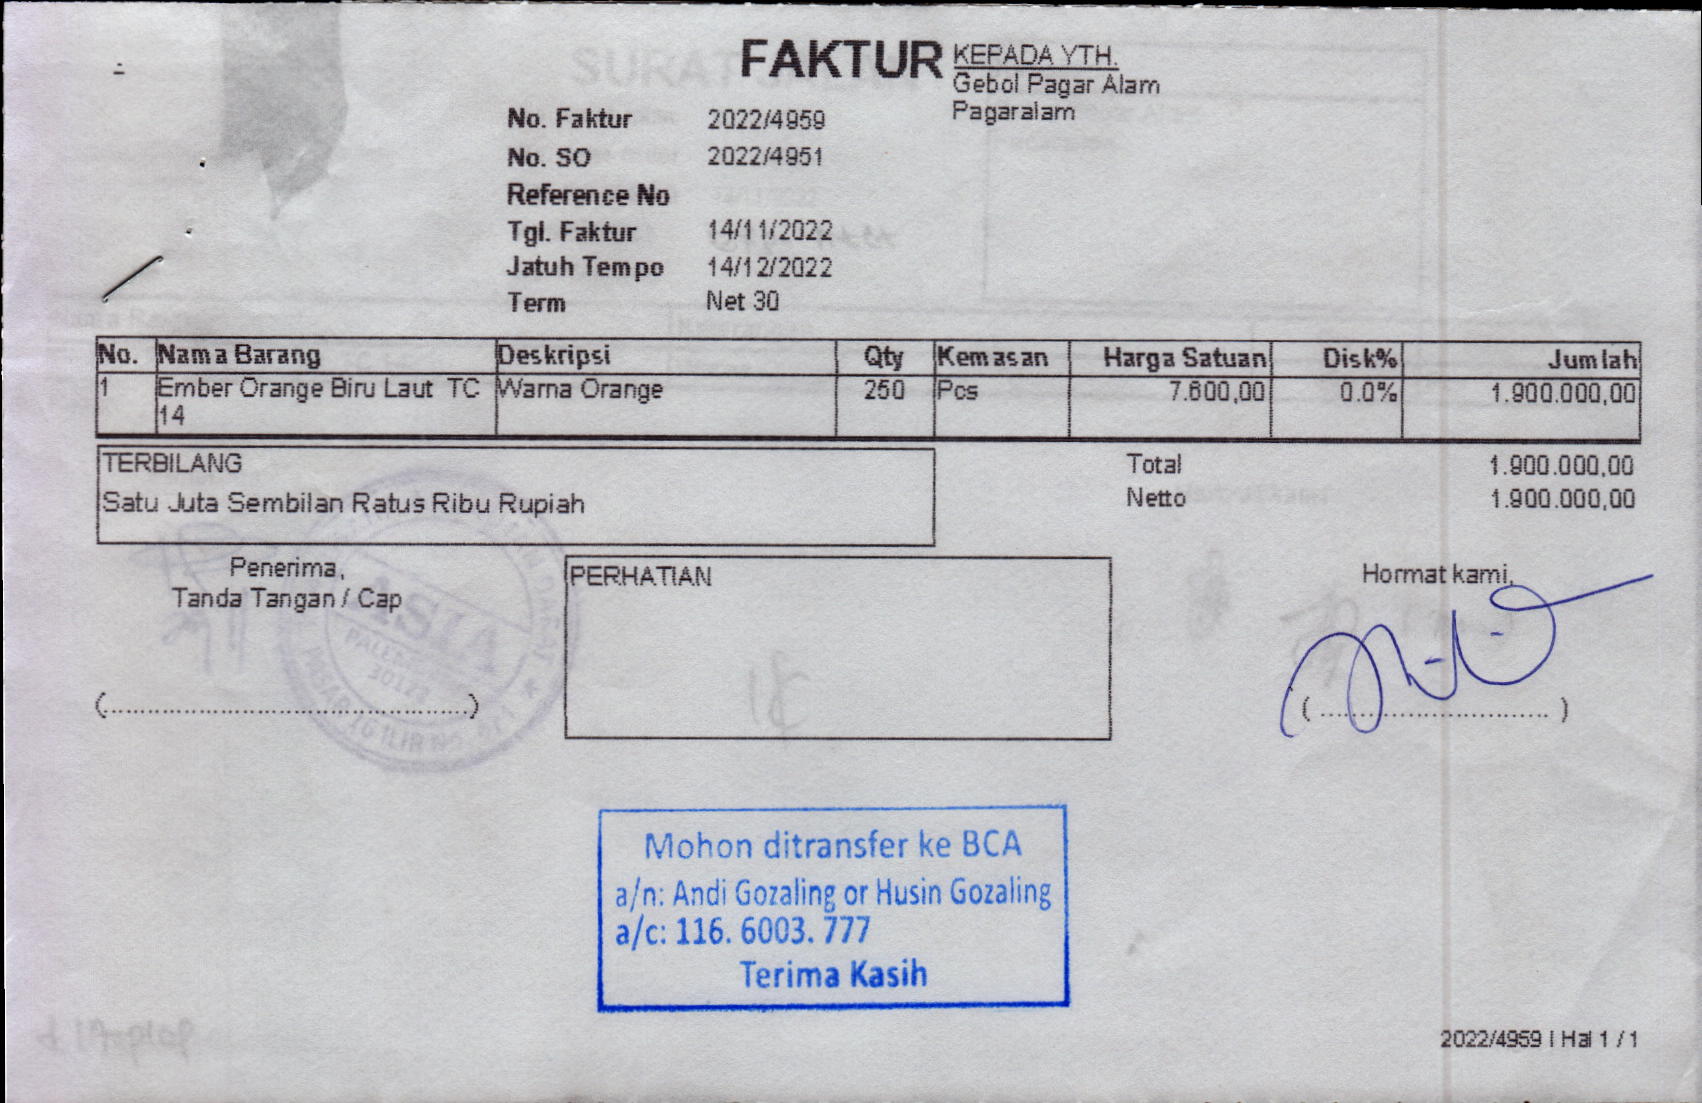 FAKTUR
KEPADA YTH.
Gebol Pagar Alam
Pagaralam
No. Faktur 2022/4959
No. SO 2022/4951
Reference No
Tgl. Faktur 14/11/2022
Jatuh Tempo 14/12/2022
Term Net 30
No. Nama Barang Deskripsi Qty Kemasan Harga Satuan Disk% Jumlah
1 Ember Orange Biru Laut TC Warna Orange 250 Pcs 7.600,00 0.0% 1.900.000,00
14
TERBILANG
Satu Juta Sembilan Ratus Ribu Rupiah
Total 1.900.000,00
Netto 1.900.000,00
Penerima,
Tanda Tangan / Cap
(..........................................)
PERHATIAN
Hormat kami,
(..............................)
ASIA
PASAR 16 ILIR
Mohon ditransfer ke BCA
a/n: Andi Gozaling or Husin Gozaling
a/c: 116. 6003. 777
Terima Kasih
2022/4959 | Hal 1 / 1